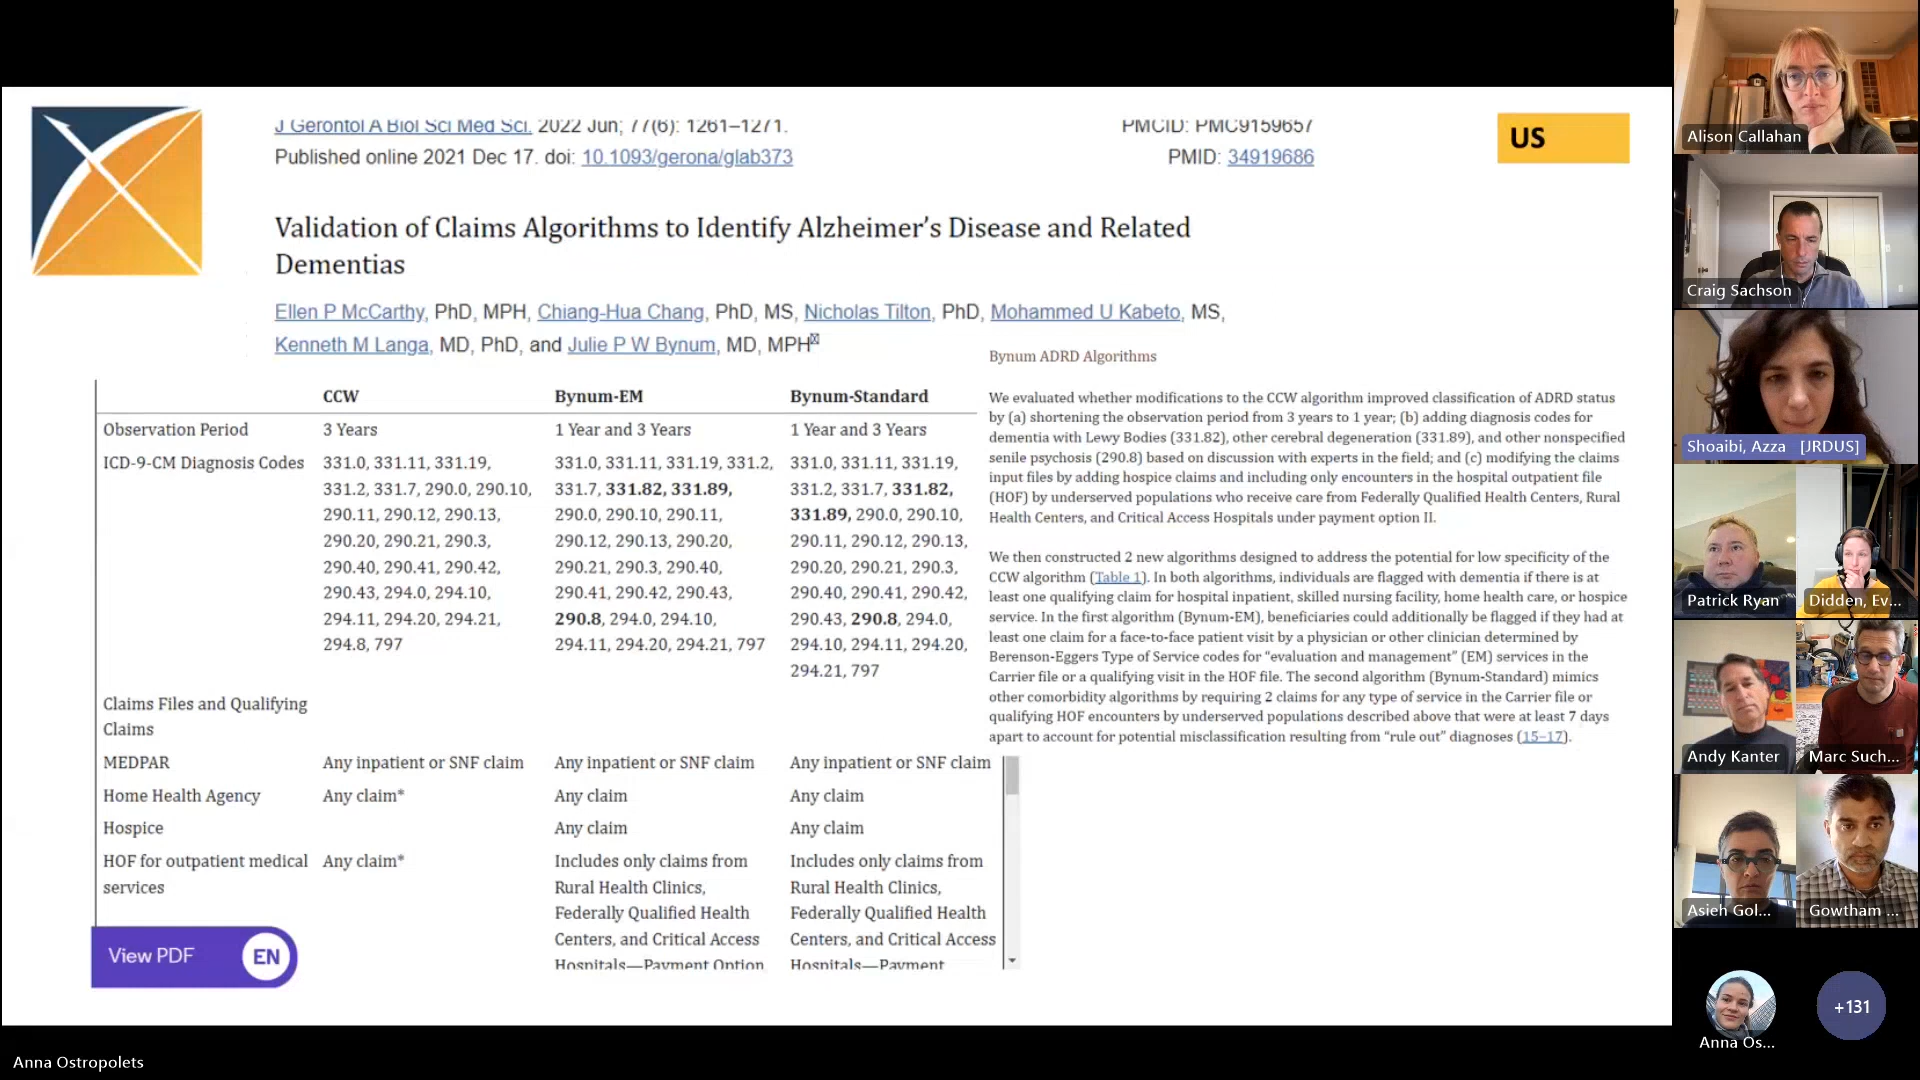 J Gerontol A Biol Sci Med Sci. 2022 Jun; 77(6): 1261–1271.
Published online 2021 Dec 17. doi: 10.1093/gerona/glab373
PMCID: PMC9159657
PMID: 34919686
US
Validation of Claims Algorithms to Identify Alzheimer's Disease and Related
Dementias
Ellen P McCarthy, PhD, MPH, Chiang-Hua Chang, PhD, MS, Nicholas Tilton, PhD, Mohammed U Kabeto, MS,
Kenneth M Langa, MD, PhD, and Julie P W Bynum, MD, MPH
CCW Bynum-EM Bynum-Standard
Observation Period 3 Years 1 Year and 3 Years 1 Year and 3 Years
ICD-9-CM Diagnosis Codes 331.0, 331.11, 331.19, 331.0, 331.11, 331.19, 331.2, 331.0, 331.11, 331.19,
331.2, 331.7, 290.0, 290.10, 331.7, 331.82, 331.89, 331.2, 331.7, 331.82,
290.11, 290.12, 290.13, 290.0, 290.10, 290.11, 331.89, 290.0, 290.10,
290.20, 290.21, 290.3, 290.12, 290.13, 290.20, 290.11, 290.12, 290.13,
290.40, 290.41, 290.42, 290.21, 290.3, 290.40, 290.20, 290.21, 290.3,
290.43, 294.0, 294.10, 290.41, 290.42, 290.43, 290.40, 290.41, 290.42,
294.11, 294.20, 294.21, 290.8, 294.0, 294.10, 290.43, 290.8, 294.0,
294.8, 797 294.11, 294.20, 294.21, 797 294.10, 294.11, 294.20,
294.21, 797
Claims Files and Qualifying
Claims
MEDPAR Any inpatient or SNF claim Any inpatient or SNF claim Any inpatient or SNF claim
Home Health Agency Any claim* Any claim Any claim
Hospice Any claim Any claim
HOF for outpatient medical Any claim* Includes only claims from Includes only claims from
services Rural Health Clinics, Rural Health Clinics,
Federally Qualified Health Federally Qualified Health
Centers, and Critical Access Centers, and Critical Access
Hospitals—Payment Option Hospitals—Payment
View PDF EN
Bynum ADRD Algorithms
We evaluated whether modifications to the CCW algorithm improved classification of ADRD status
by (a) shortening the observation period from 3 years to 1 year; (b) adding diagnosis codes for
dementia with Lewy Bodies (331.82), other cerebral degeneration (331.89), and other nonspecified
senile psychosis (290.8) based on discussion with experts in the field; and (c) modifying the claims
input files by adding hospice claims and including only encounters in the hospital outpatient file
(HOF) by underserved populations who receive care from Federally Qualified Health Centers, Rural
Health Centers, and Critical Access Hospitals under payment option II.
We then constructed 2 new algorithms designed to address the potential for low specificity of the
CCW algorithm (Table 1). In both algorithms, individuals are flagged with dementia if there is at
least one qualifying claim for hospital inpatient, skilled nursing facility, home health care, or hospice
service. In the first algorithm (Bynum-EM), beneficiaries could additionally be flagged if they had at
least one claim for a face-to-face patient visit by a physician or other clinician determined by
Berenson-Eggers Type of Service codes for "evaluation and management" (EM) services in the
Carrier file or a qualifying visit in the HOF file. The second algorithm (Bynum-Standard) mimics
other comorbidity algorithms by requiring 2 claims for any type of service in the Carrier file or
qualifying HOF encounters by underserved populations described above that were at least 7 days
apart to account for potential misclassification resulting from "rule out" diagnoses (15–17).
Alison Callahan
Craig Sachson
Shoaibi, Azza [JRDUS]
Patrick Ryan
Didden, Ev...
Andy Kanter
Marc Such...
Asieh Gol...
Gowtham ...
Anna Os...
+131
Anna Ostropolets